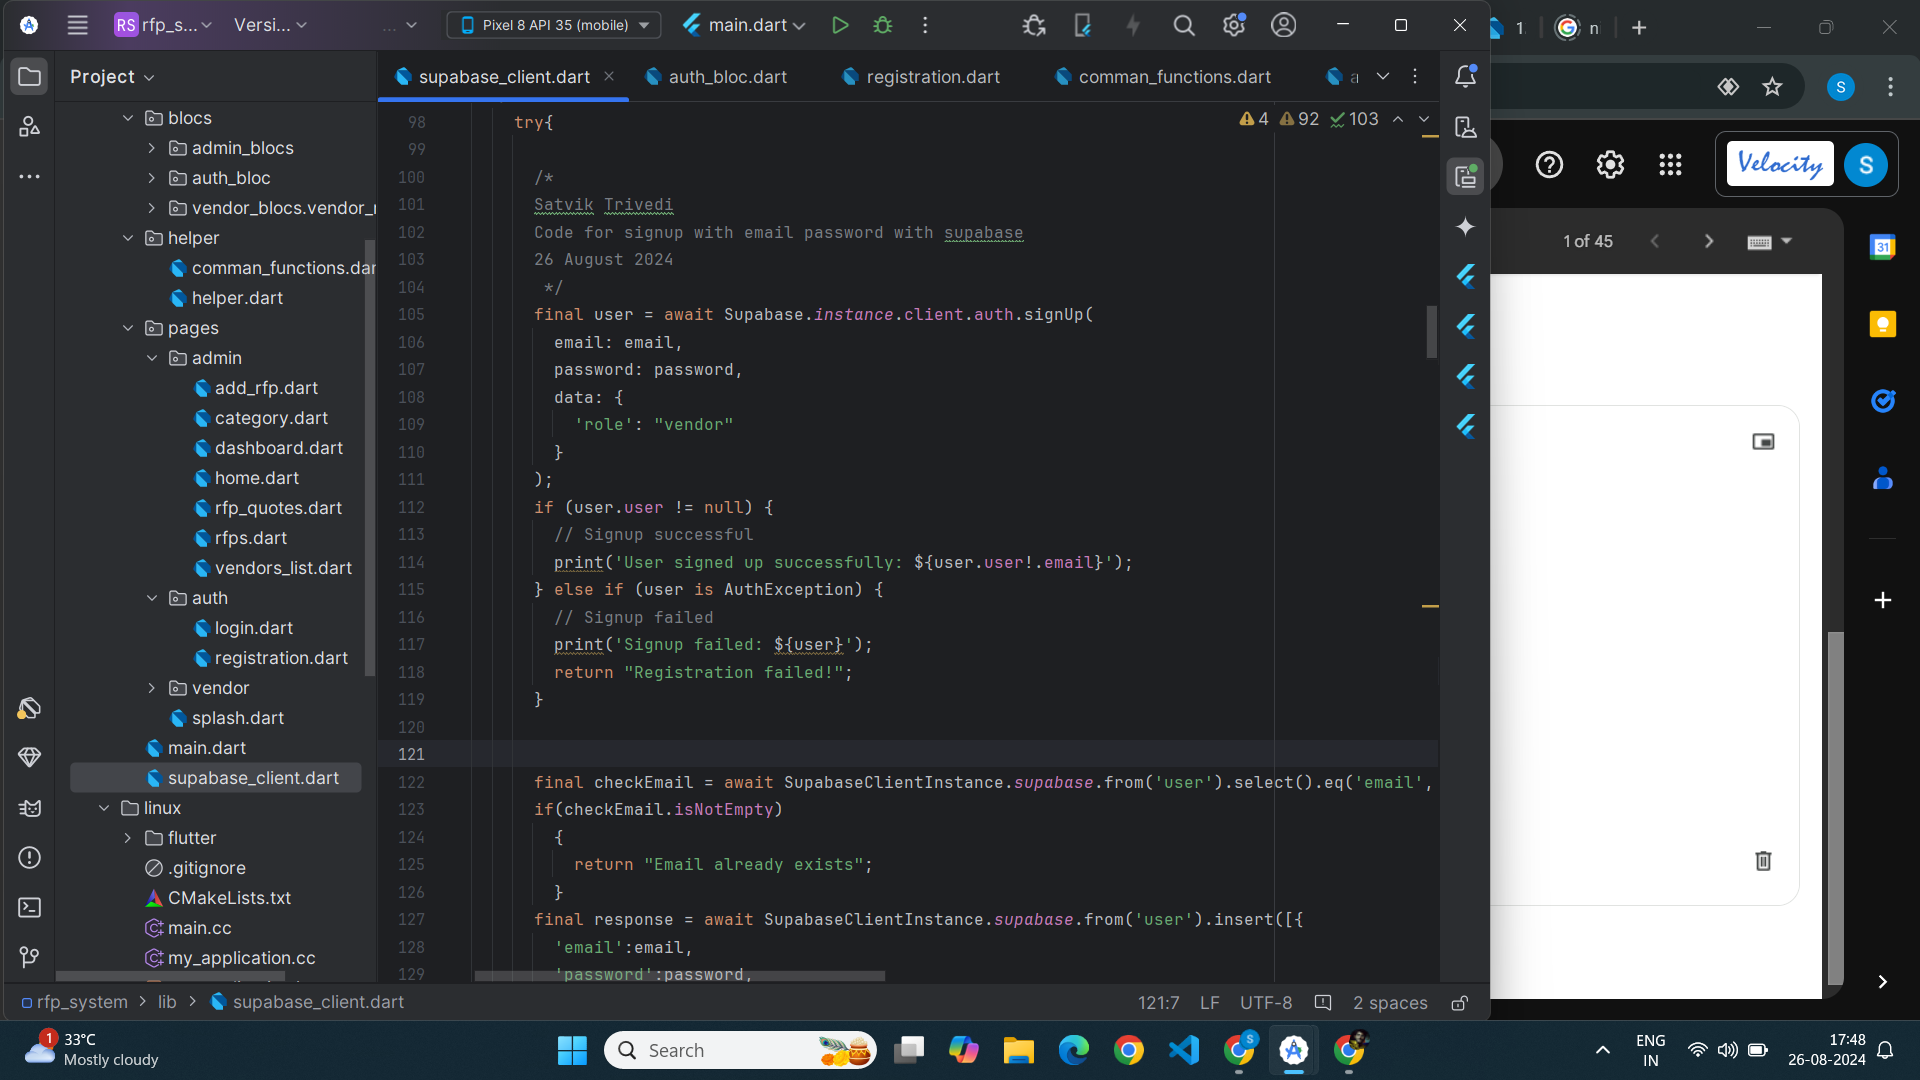 RS rfp_s...
Versi...
...
Pixel 8 API 35 (mobile)
main.dart
1
Project
supabase_client.dart
auth_bloc.dart
registration.dart
comman_functions.dart
blocs
admin_blocs
auth_bloc
helper
comman_functions.dar
helper.dart
pages
admin
add_rfp.dart
category.dart
dashboard.dart
home.dart
rfp_quotes.dart
rfps.dart
vendors_list.dart
auth
login.dart
registration.dart
vendor
splash.dart
main.dart
supabase_client.dart
linux
flutter
.gitignore
CMakeLists.txt
main.cc
my_application.cc
4 92 103
98 try{
99
100 /*
101 Satvik Trivedi
102 Code for signup with email password with supabase
103 26 August 2024
104 */
105 final user = await Supabase.instance.client.auth.signUp(
106 email: email,
107 password: password,
108 data: {
109 'role': "vendor"
110 }
111 );
112 if (user.user != null) {
113 // Signup successful
114 print('User signed up successfully: ${user.user!.email}');
115 } else if (user is AuthException) {
116 // Signup failed
117 print('Signup failed: ${user}');
118 return "Registration failed!";
119 }
120
121
122 final checkEmail = await SupabaseClientInstance.supabase.from('user').select().eq('email',
123 if(checkEmail.isNotEmpty)
124 {
125 return "Email already exists";
126 }
127 final response = await SupabaseClientInstance.supabase.from('user').insert([{
128 'email':email,
129 'password':password,
rfp_system > lib > supabase_client.dart
121:7 LF UTF-8 2 spaces
S
Velocity S
1 of 45
31
1
33°C
Mostly cloudy
Search
S
ENG
IN
17:48
26-08-2024